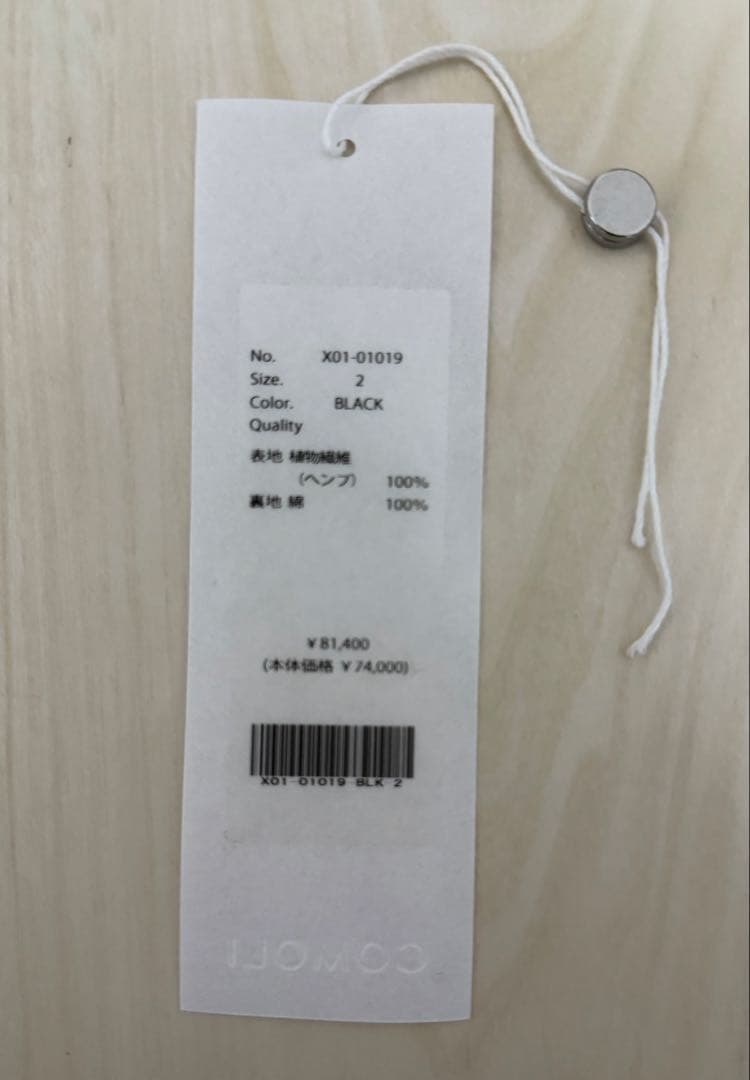 No. X01-01019
Size. 2
Color. BLACK
Quality
表地 植物繊維
(ヘンプ) 100%
裏地 綿 100%
¥81,400
(本体価格 ¥74,000)
X01-01019-BLK-2
COMOLI